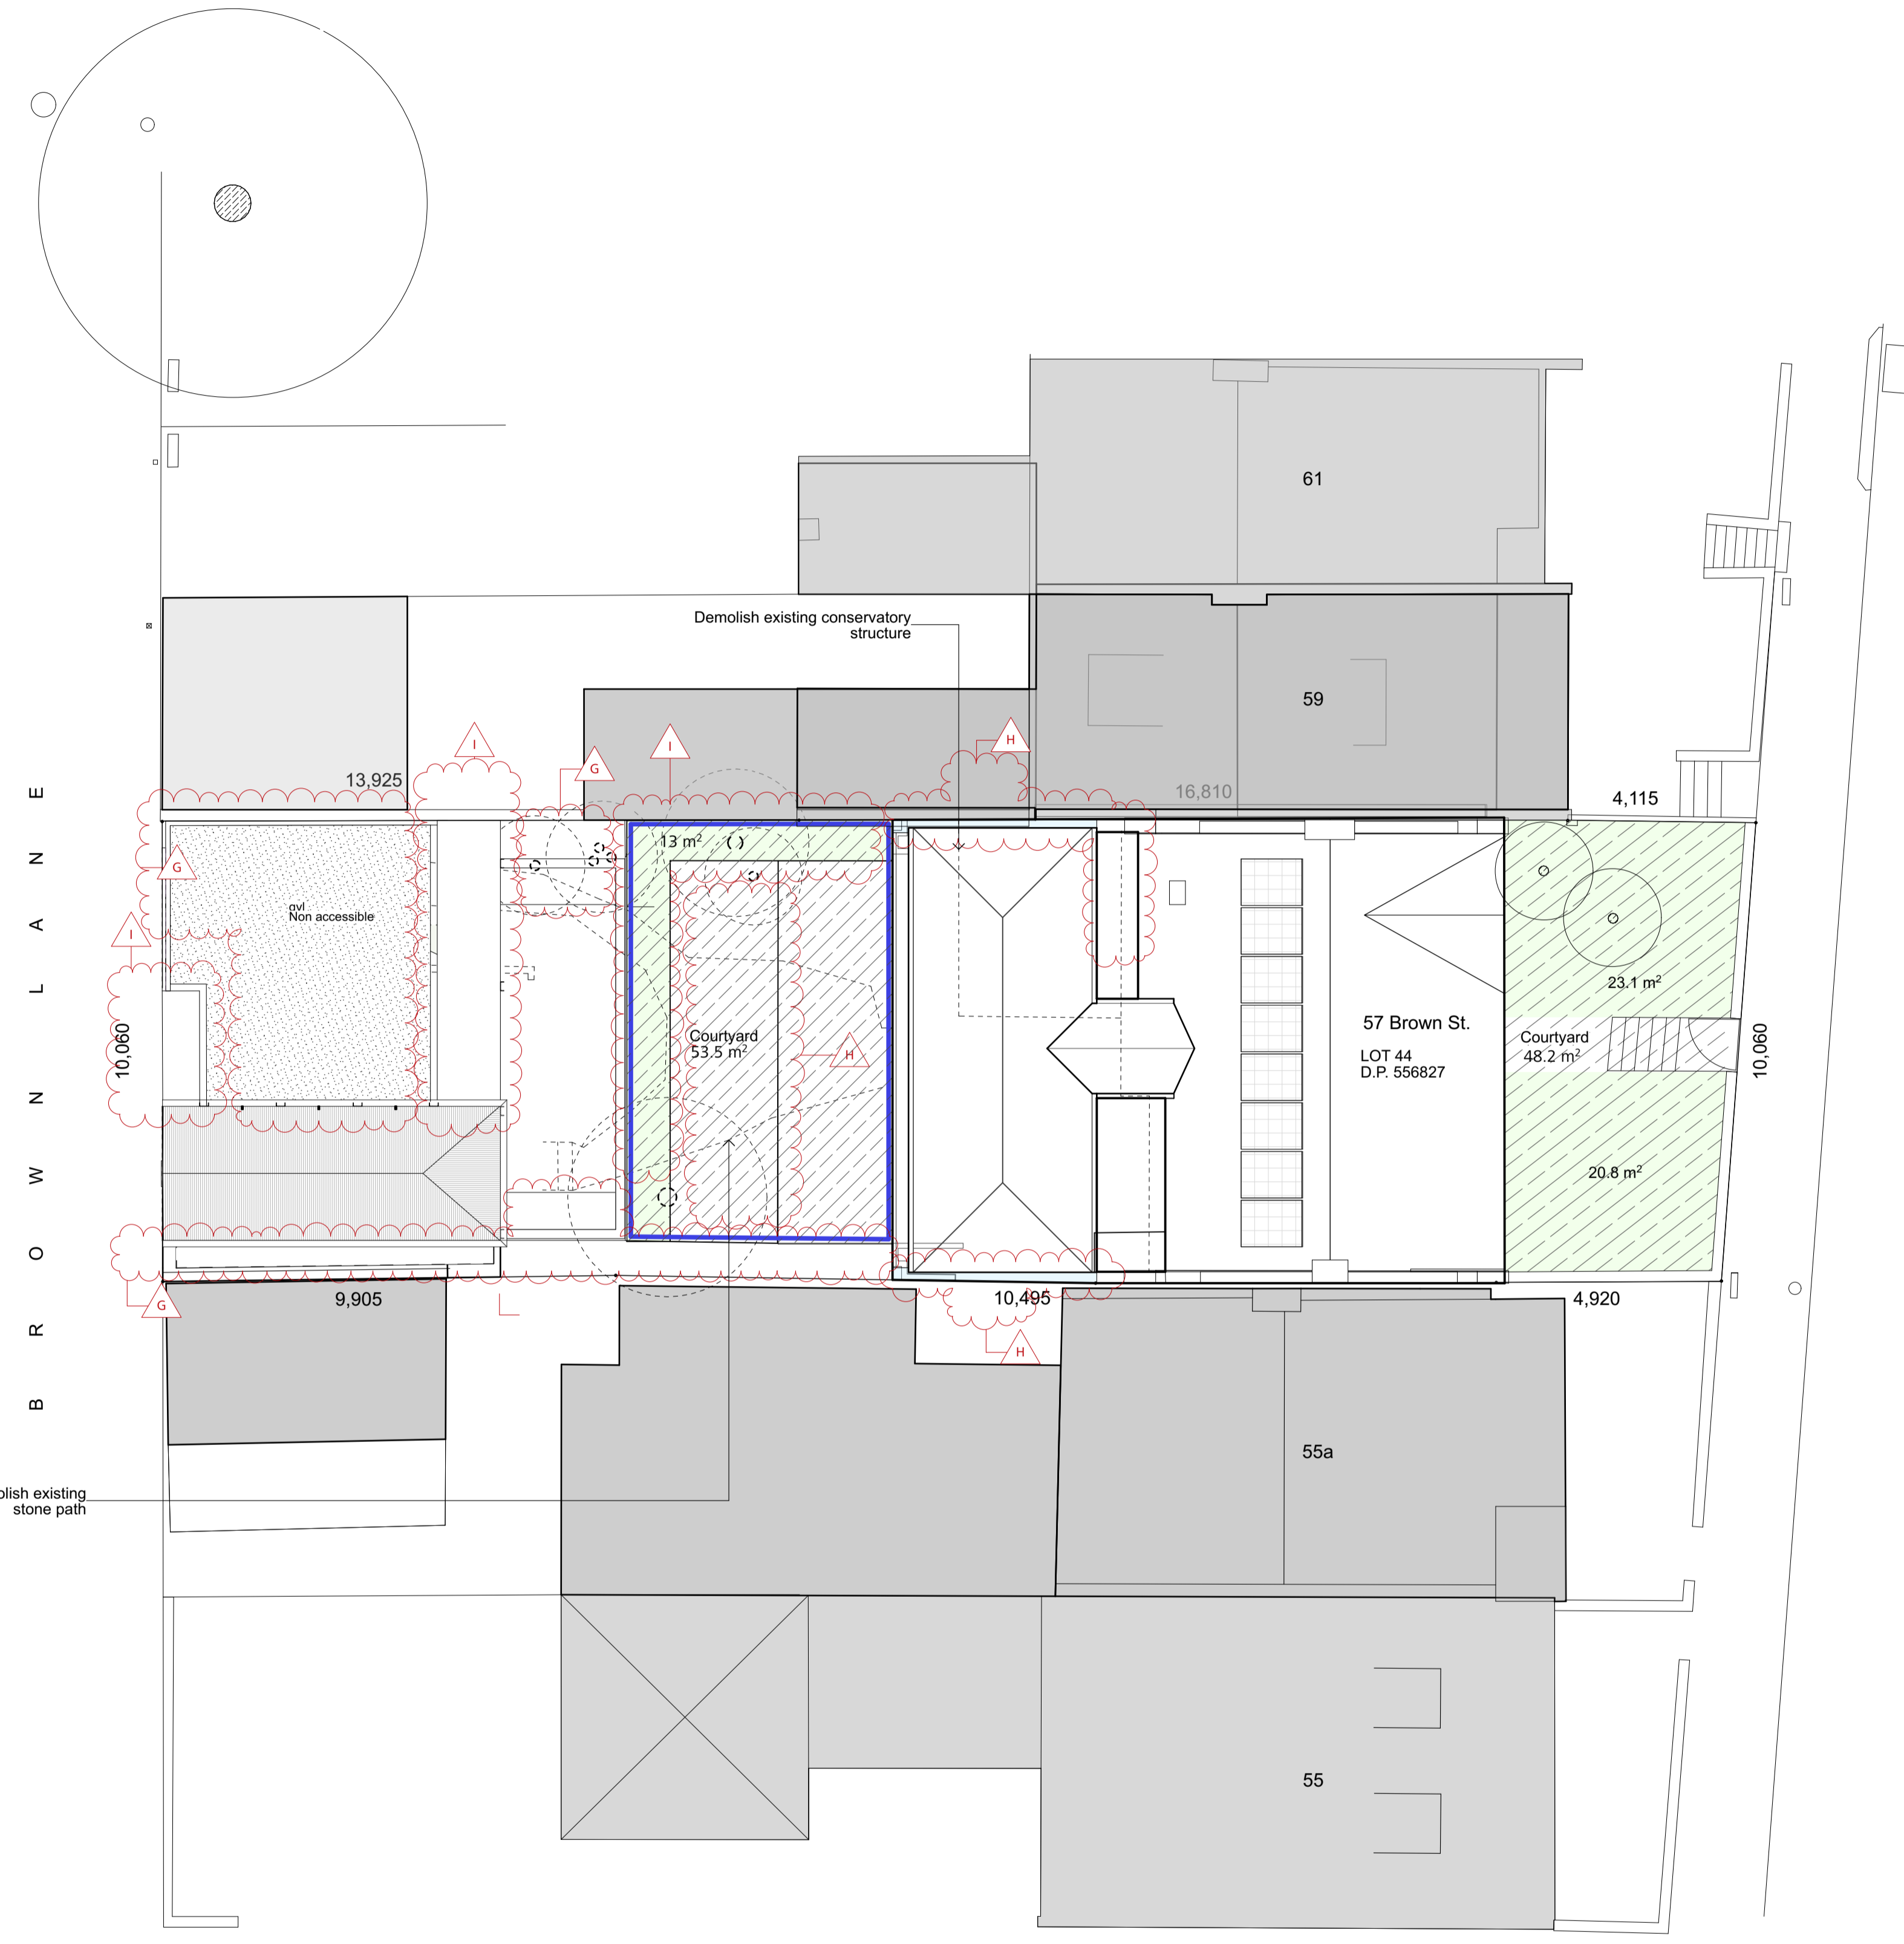 61
Demolish existing conservatory
structure
59
I
I
H
G
13,925
16,810
4,115
13 m²
G
gvl
Non accessible
I
23.1 m²
57 Brown St.
LOT 44
D.P. 556827
Courtyard
53.5 m²
H
Courtyard
48.2 m²
10,060
10,060
20.8 m²
G
9,905
10,495
4,920
H
BROWN LANE
55a
olish existing
stone path
55